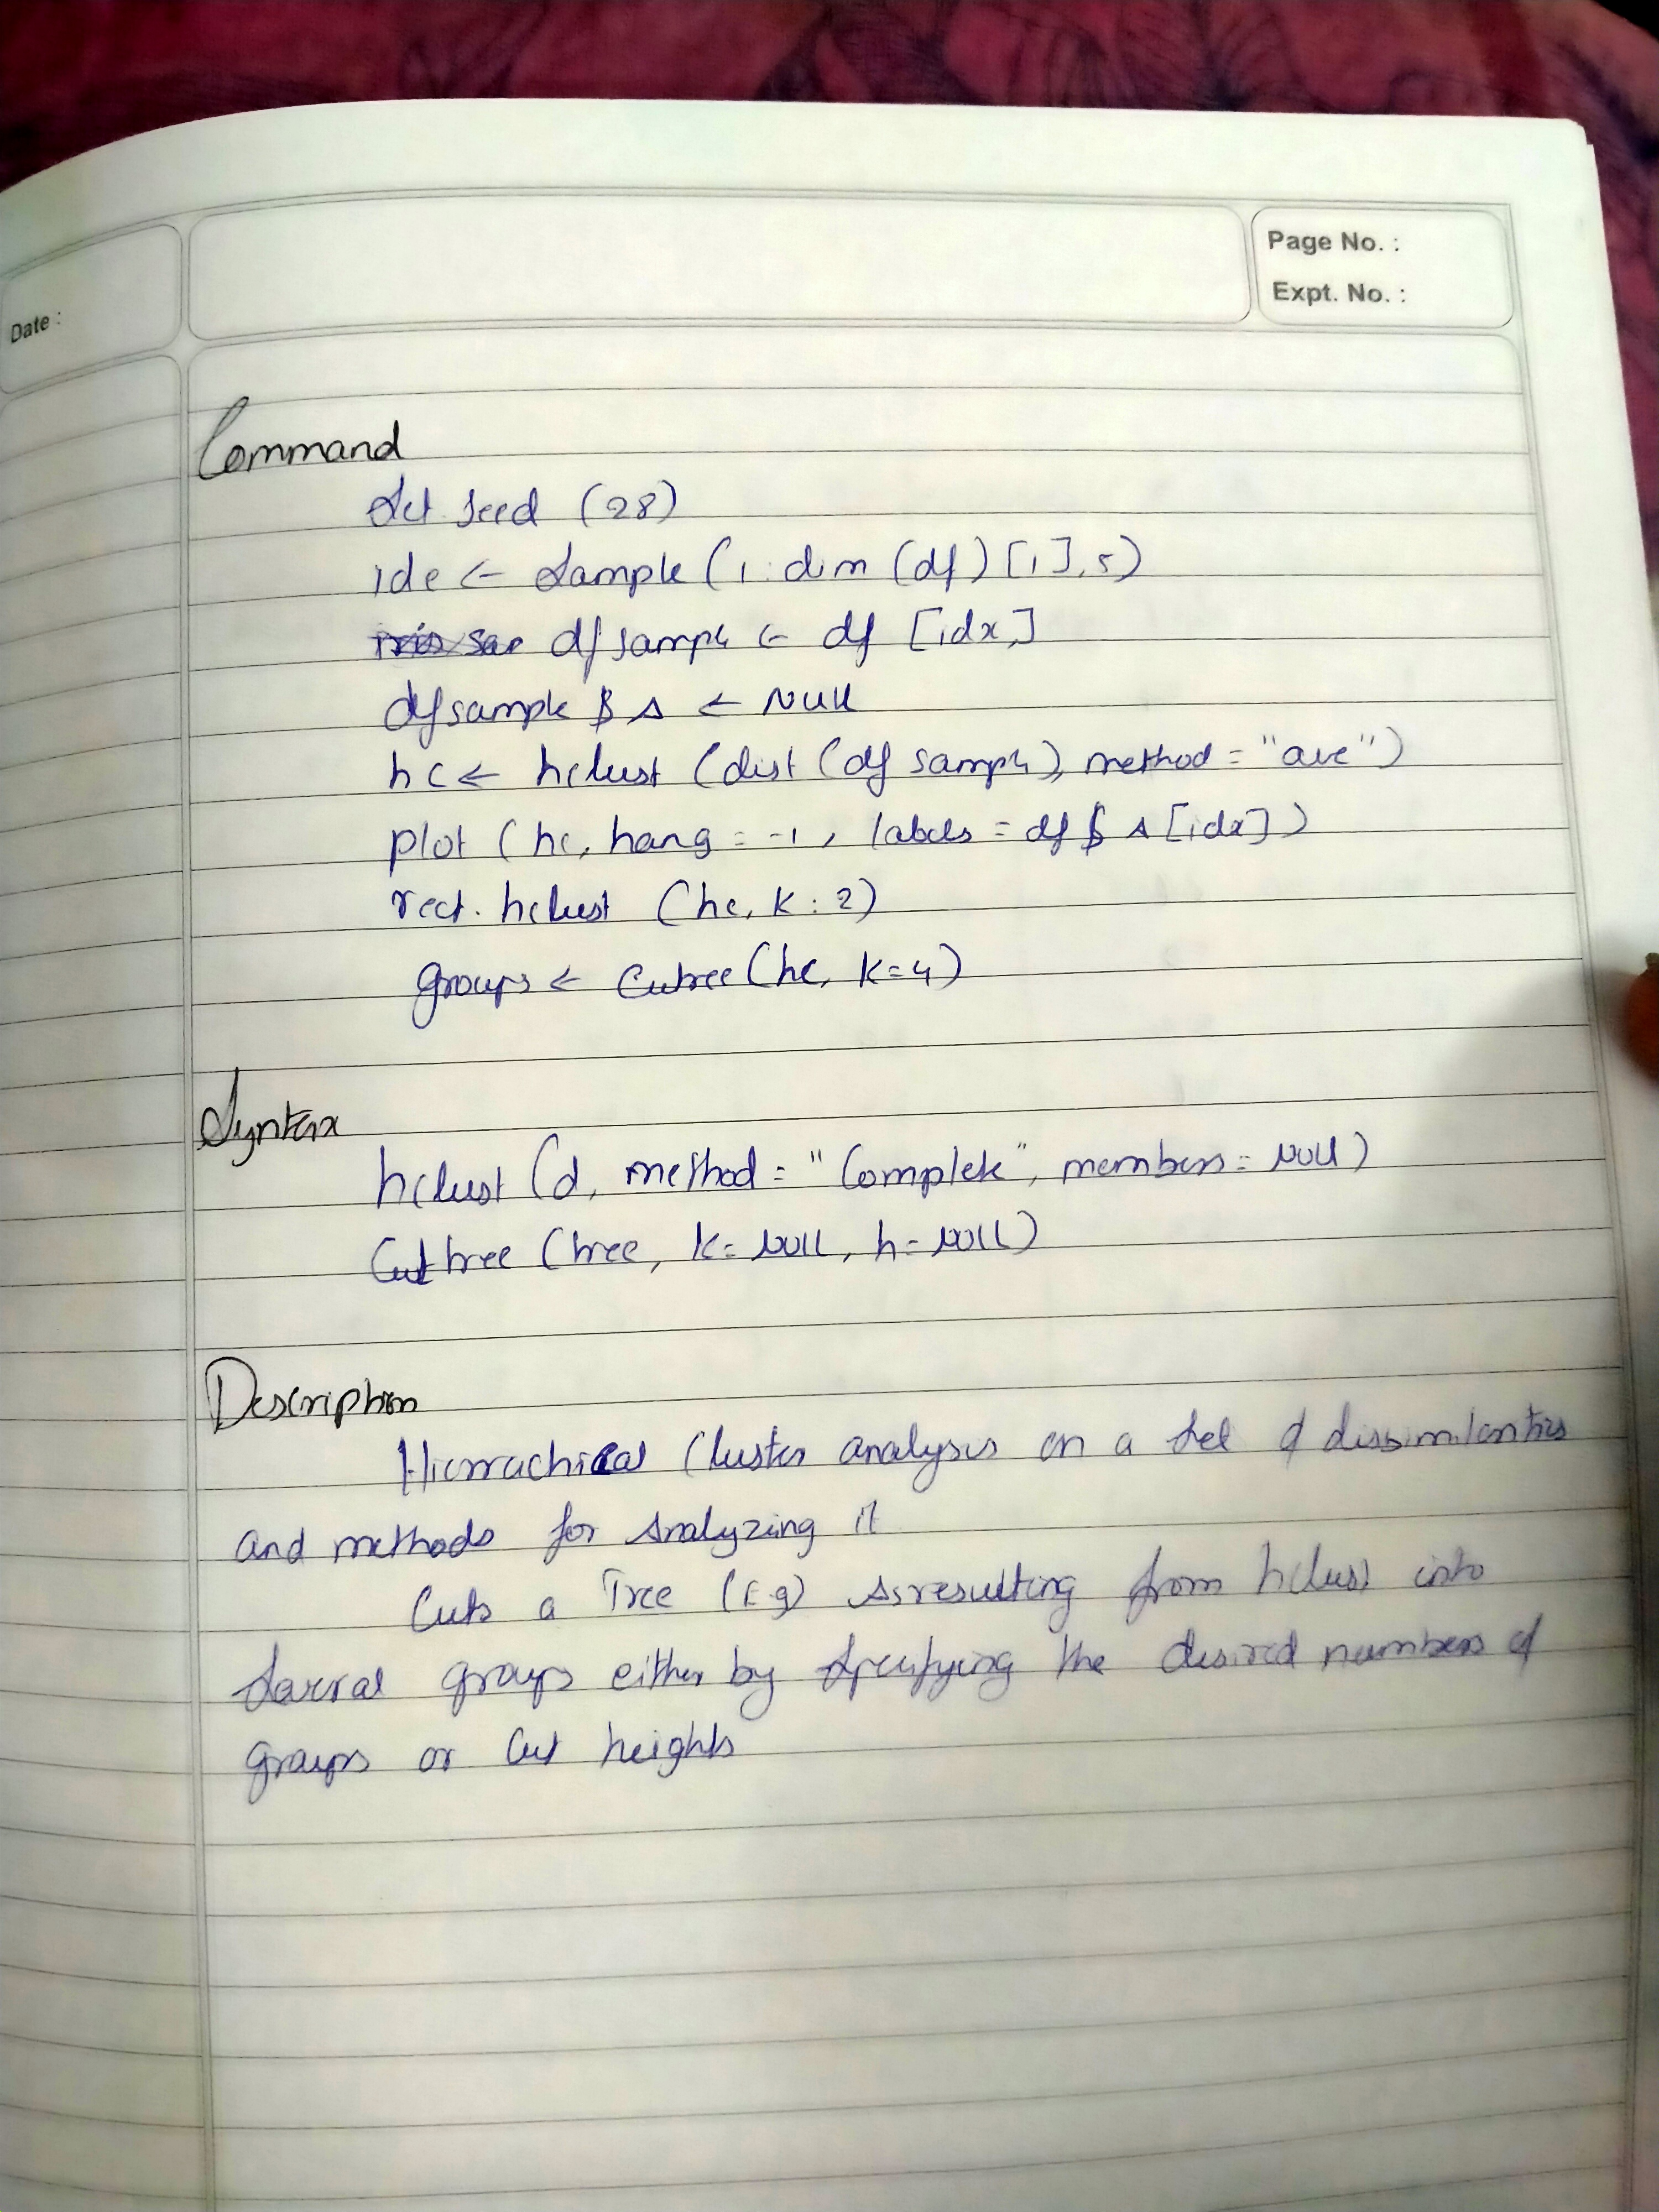 Page No. :
Expt. No. :
Date :
Command
Set seed (28)
ide <- Sample (1 : dim (df) [1], 5)
df sample <- df [idx,]
dfsample $ A <- NULL
hc <- hclust (dist (df sample), method = "ave")
plot (hc, hang = -1, labels = df $ A [idx])
rect. hclust (hc, K : 2)
groups <- Cutree (hc, K=4)
Syntax
hclust (d, method = "Complete", members = NULL)
Cuttree (tree, k= NULL, h= NULL)
Description
Hierrachical Cluster analysis on a set of dissimilarities
and methods for Analyzing it
Cuts a Tree (E.g) As resulting from hclust into
Several groups either by specifying the desired numbers of
groups or Cut heights